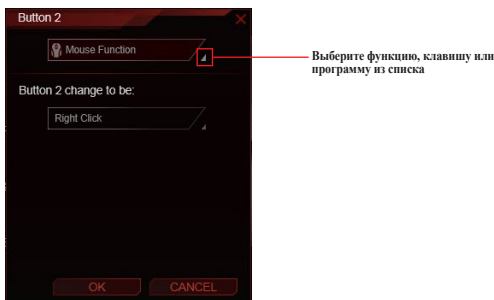 Button 2
Mouse Function
Выберите функцию, клавишу или
программу из списка
Button 2 change to be:
Right Click
OK
CANCEL